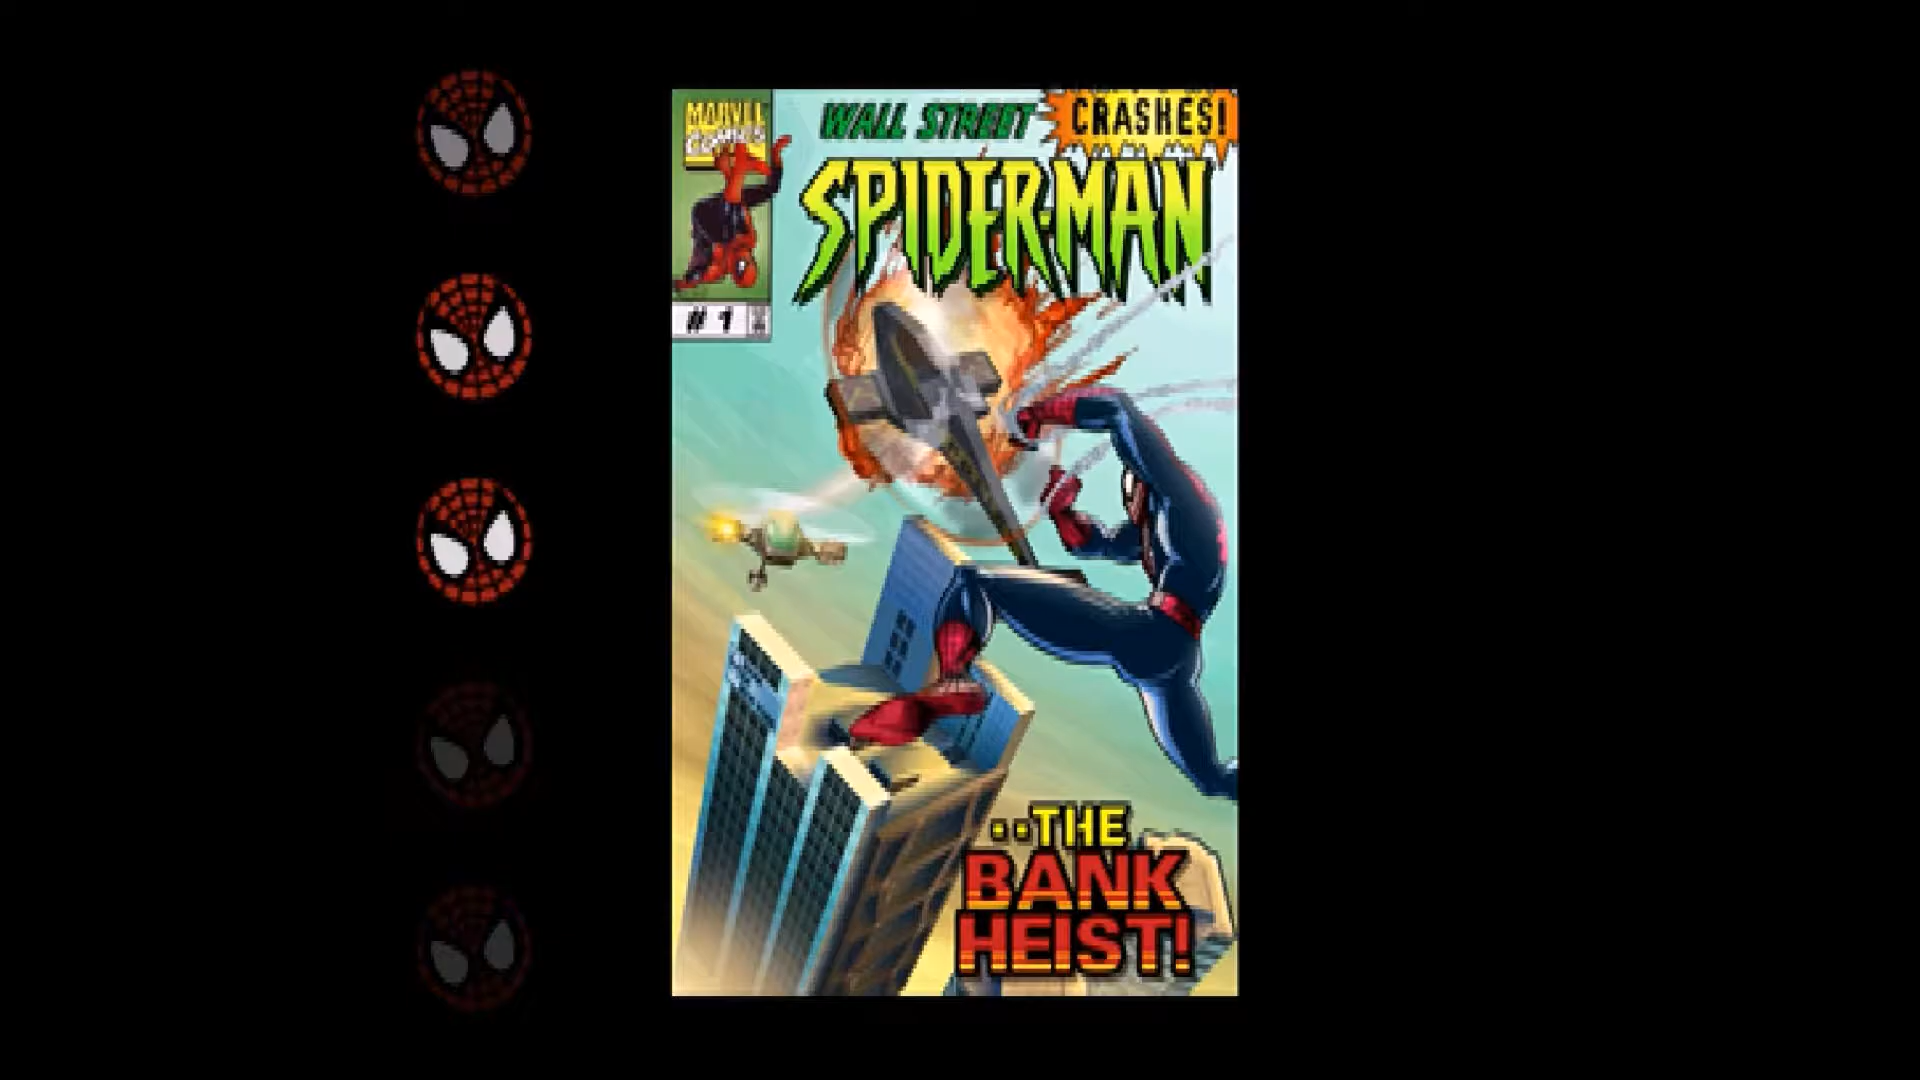 MARVEL
COMICS
WALL STREET
CRASHES!
SPIDER-MAN
# 1
..THE
BANK
HEIST!